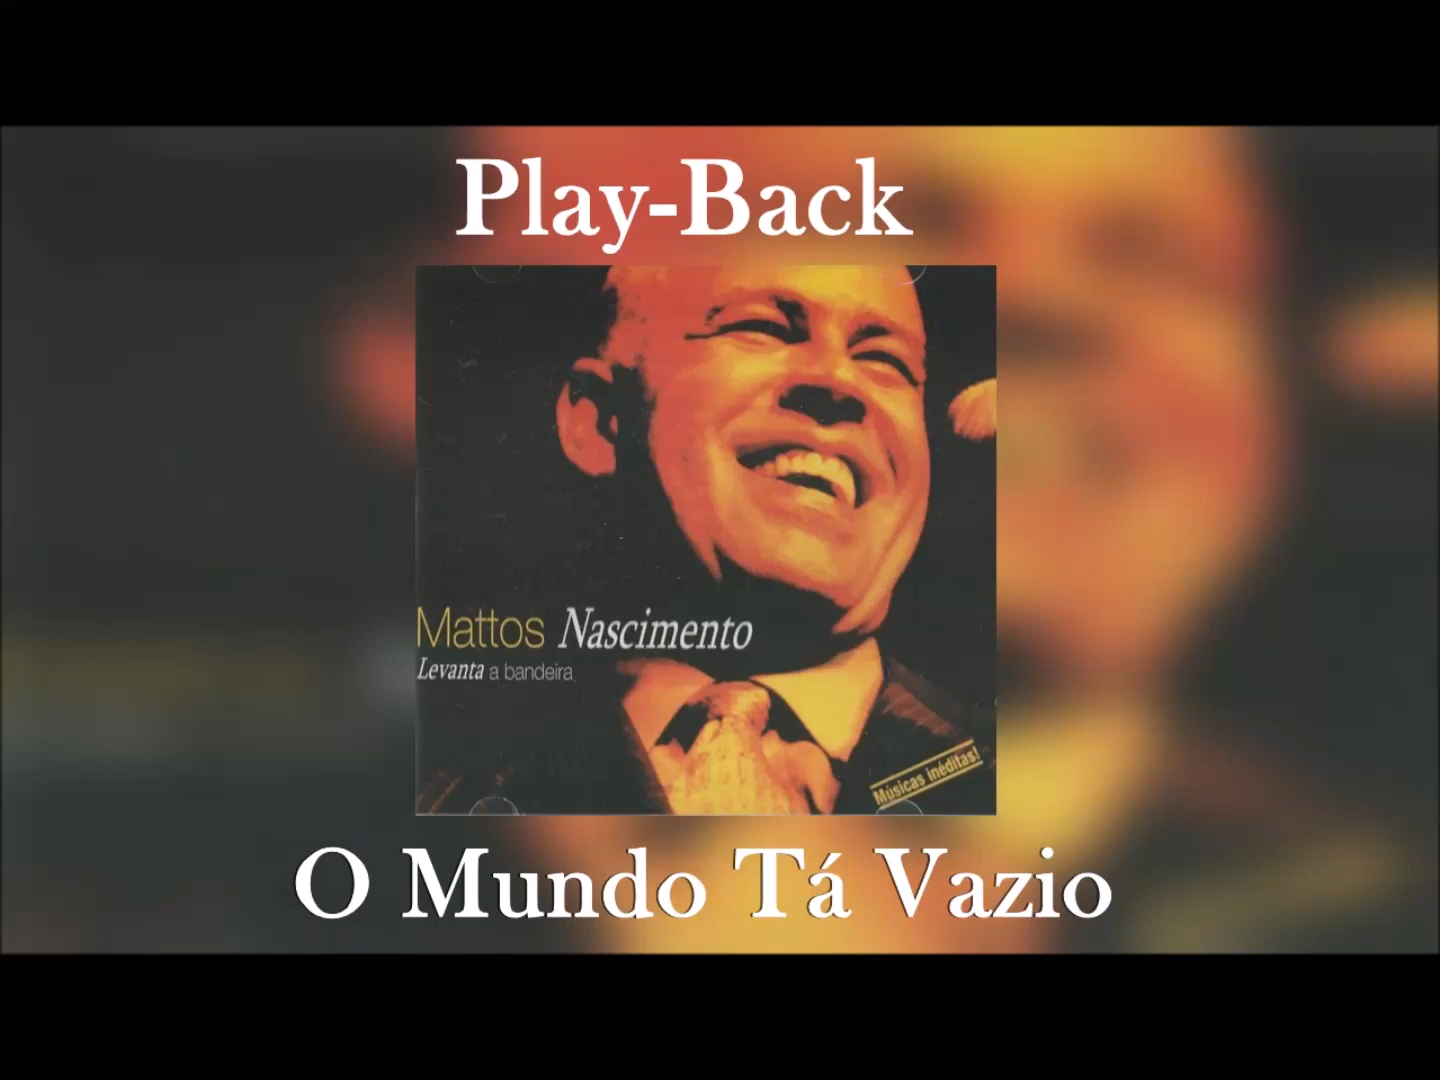 Play-Back
Mattos Nascimento
Levanta a bandeira
Músicas inéditas!
O Mundo Tá Vazio